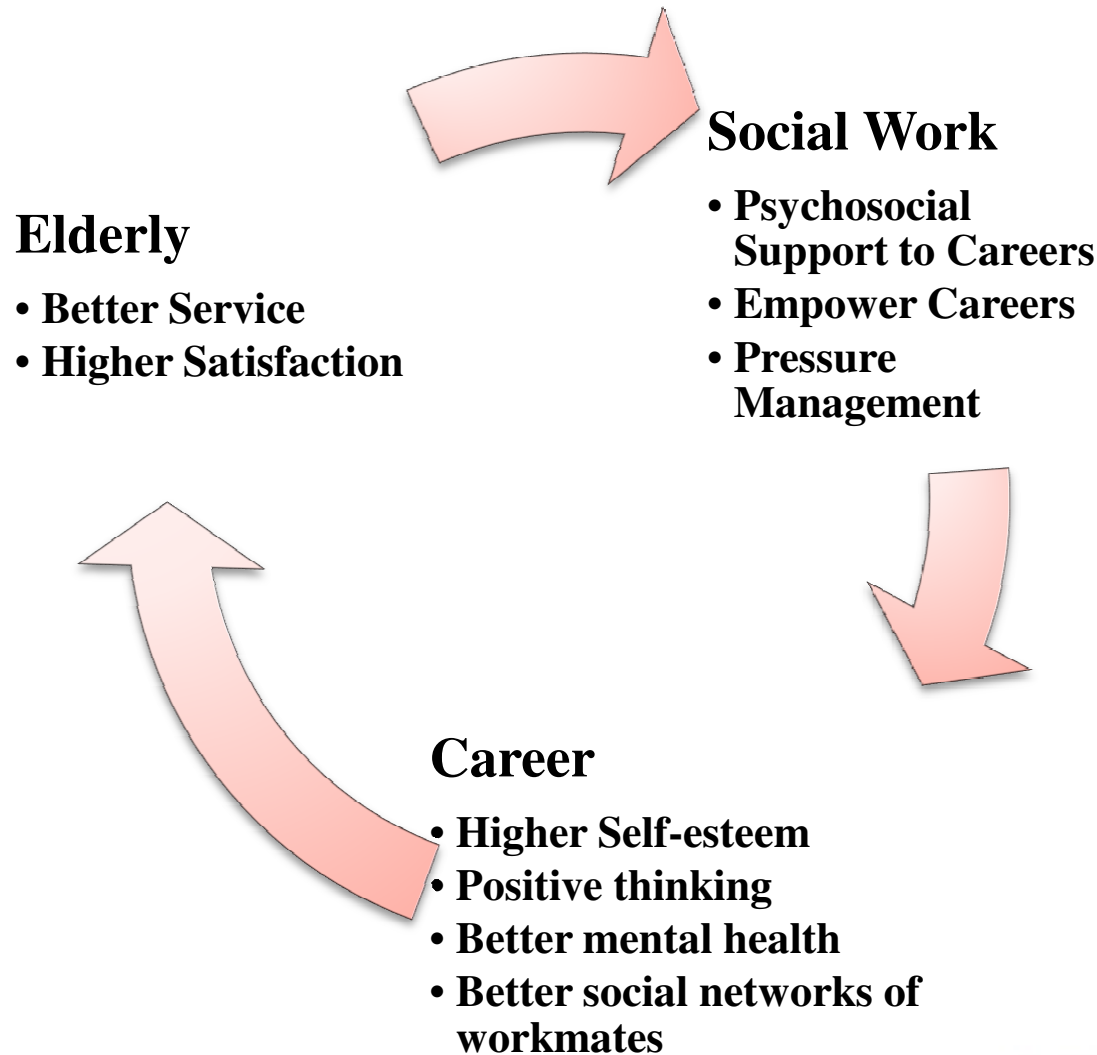 Social Work
• Psychosocial
Support to Careers
• Empower Careers
• Pressure
Management
Elderly
• Better Service
• Higher Satisfaction
Career
• Higher Self-esteem
• Positive thinking
• Better mental health
• Better social networks of
workmates